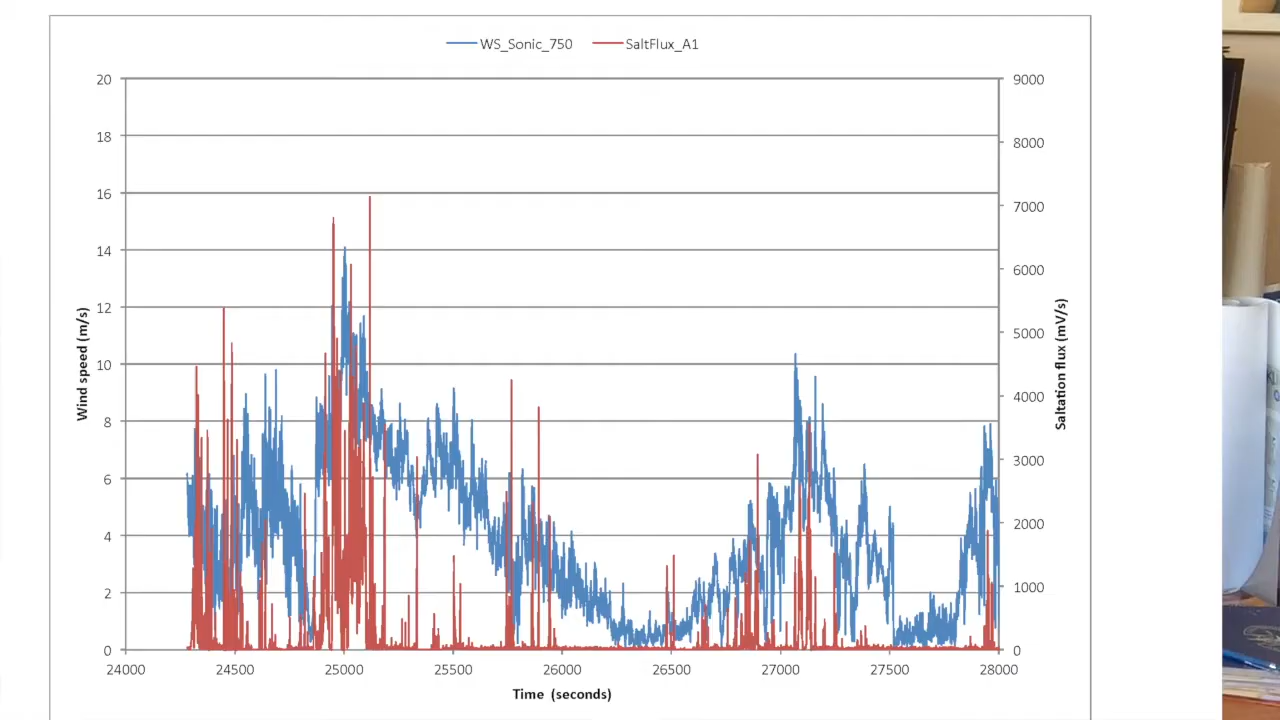 WS_Sonic_750 SaltFlux_A1
20 9000
18 8000
16 7000
14 6000
12 5000
10 4000
8 3000
6 2000
4 1000
2 0
0
Wind speed (m/s)
Saltation flux (mV/s)
24000 24500 25000 25500 26000 26500 27000 27500 28000
Time (seconds)